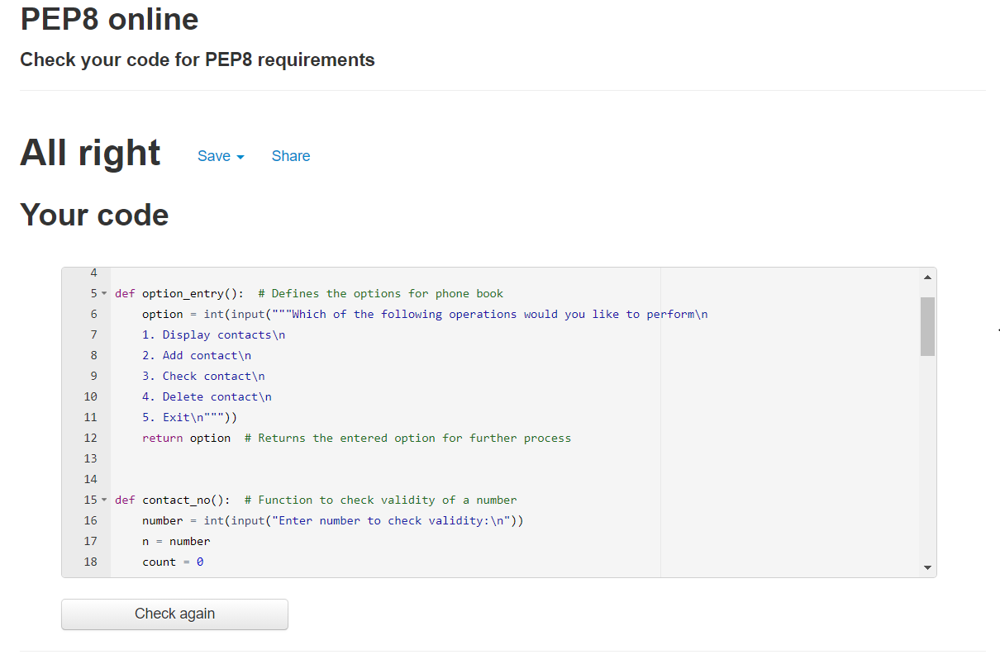 PEP8 online
Check your code for PEP8 requirements
All right Save Share
Your code
4
5 def option_entry():  # Defines the options for phone book
6     option = int(input("""Which of the following operations would you like to perform\n
7     1. Display contacts\n
8     2. Add contact\n
9     3. Check contact\n
10     4. Delete contact\n
11     5. Exit\n"""))
12     return option  # Returns the entered option for further process
13
14
15 def contact_no():  # Function to check validity of a number
16     number = int(input("Enter number to check validity:\n"))
17     n = number
18     count = 0
Check again